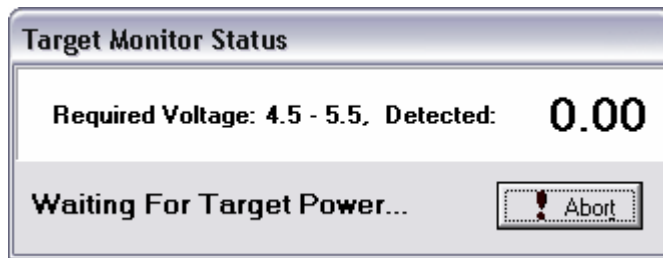 Target Monitor Status
Required Voltage: 4.5 - 5.5, Detected: 0.00
Waiting For Target Power...
Abort